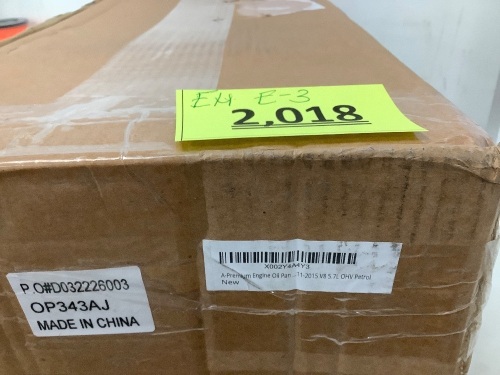 EH E-3
2,018
X002Y4A4Y3
A-Premium Engine Oil Pan 11-2015 V8 5.7L OHV Petrol
New
P O#D032226003
OP343AJ
MADE IN CHINA